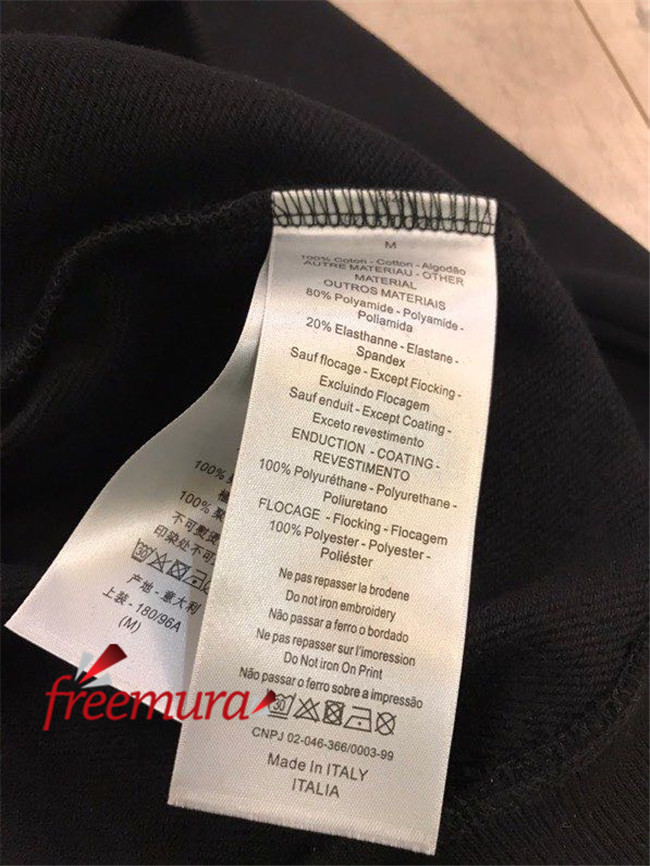 M
100% Coton - Cotton - Algodão
AUTRE MATERIAU - OTHER
MATERIAL
OUTROS MATERIAIS
80% Polyamide - Polyamide -
Poliamida
20% Elasthanne - Elastane -
Spandex
Sauf flocage - Except Flocking -
Excluindo Flocagem
Sauf enduit - Except Coating -
Exceto revestimento
ENDUCTION - COATING -
REVESTIMENTO
100% Polyuréthane - Polyurethane -
Poliuretano
FLOCAGE - Flocking - Flocagem
100% Polyester - Polyester -
Poliéster
Ne pas repasser la brodene
Do not iron embroidery
Não passar a ferro o bordado
Ne pas repasser sur l'imoression
Do Not iron On Print
Não passar o ferro sobre a impressão
30
CNPJ 02-046-366/0003-99
Made In ITALY
ITALIA
100%
100% 聚
不可熨烫
印染处不可
30
产地 - 意大利
上装 - 180/96A
(M)
freemura